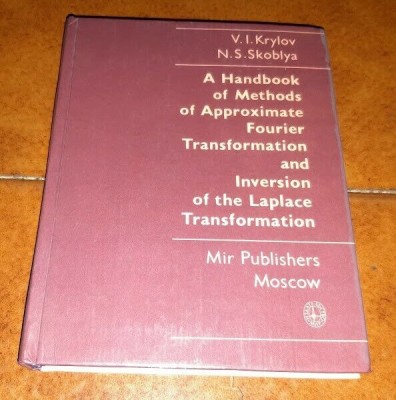 V. I. Krylov
N. S. Skoblya
A Handbook
of Methods
of Approximate
Fourier
Transformation
and
Inversion
of the Laplace
Transformation
Mir Publishers
Moscow